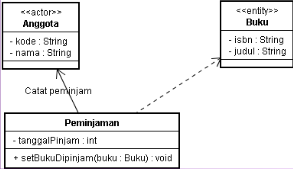 <<actor>>
Anggota
- kode : String
- nama : String
<<entity>>
Buku
- isbn : String
- judul : String
Catat peminjam
Peminjaman
- tanggalPinjam : int
+ setBukuDipinjam(buku : Buku) : void